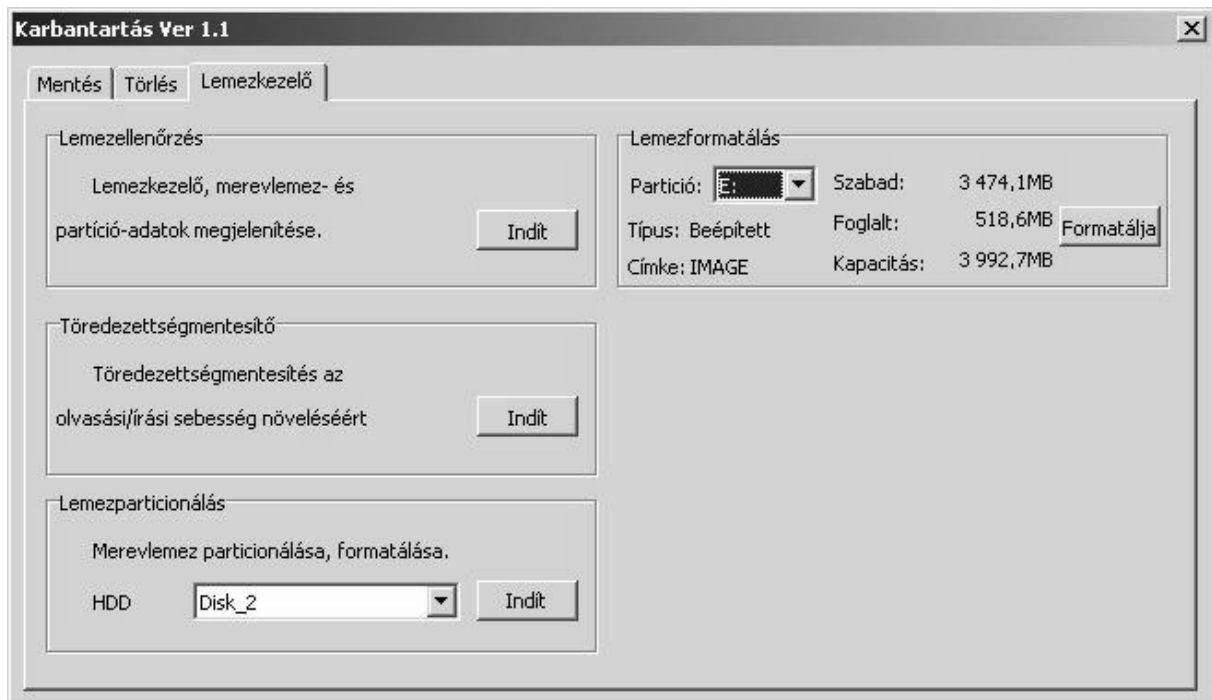 Karbantartás Ver 1.1
Mentés Törlés Lemezkezelő
Lemezellenőrzés
Lemezkezelő, merevlemez- és
partíció-adatok megjelenítése.
Indít
Töredezettségmentesítő
Töredezettségmentesítés az
olvasási/írási sebesség növeléséért
Indít
Lemezparticionálás
Merevlemez particionálása, formatálása.
HDD Disk_2 Indít
Lemezformatálás
Partició: E: Szabad: 3 474,1MB
Típus: Beépített Foglalt: 518,6MB Formatálja
Címke: IMAGE Kapacitás: 3 992,7MB